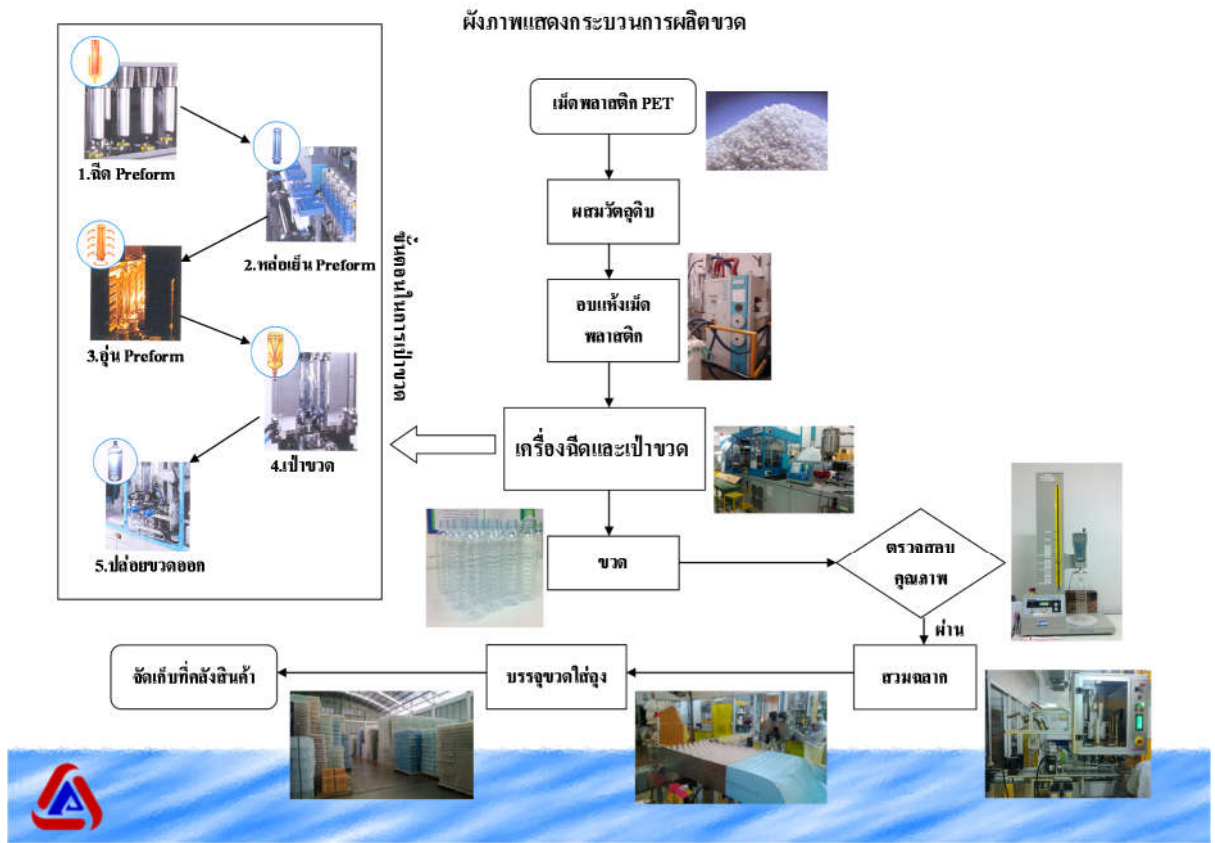 ผังภาพแสดงกระบวนการผลิตขวด
1.ฉีด Preform
2.หล่อเย็น Preform
3.อุ่น Preform
4.เป่าขวด
5.ปล่อยขวดออก
ขั้นตอนในการเป่าขวด
เม็ดพลาสติก PET
ผสมวัตถุดิบ
อบแห้งเม็ด
พลาสติก
เครื่องฉีดและเป่าขวด
ขวด
ตรวจสอบ
คุณภาพ
ผ่าน
สวมฉลาก
บรรจุขวดใส่ถุง
จัดเก็บที่คลังสินค้า